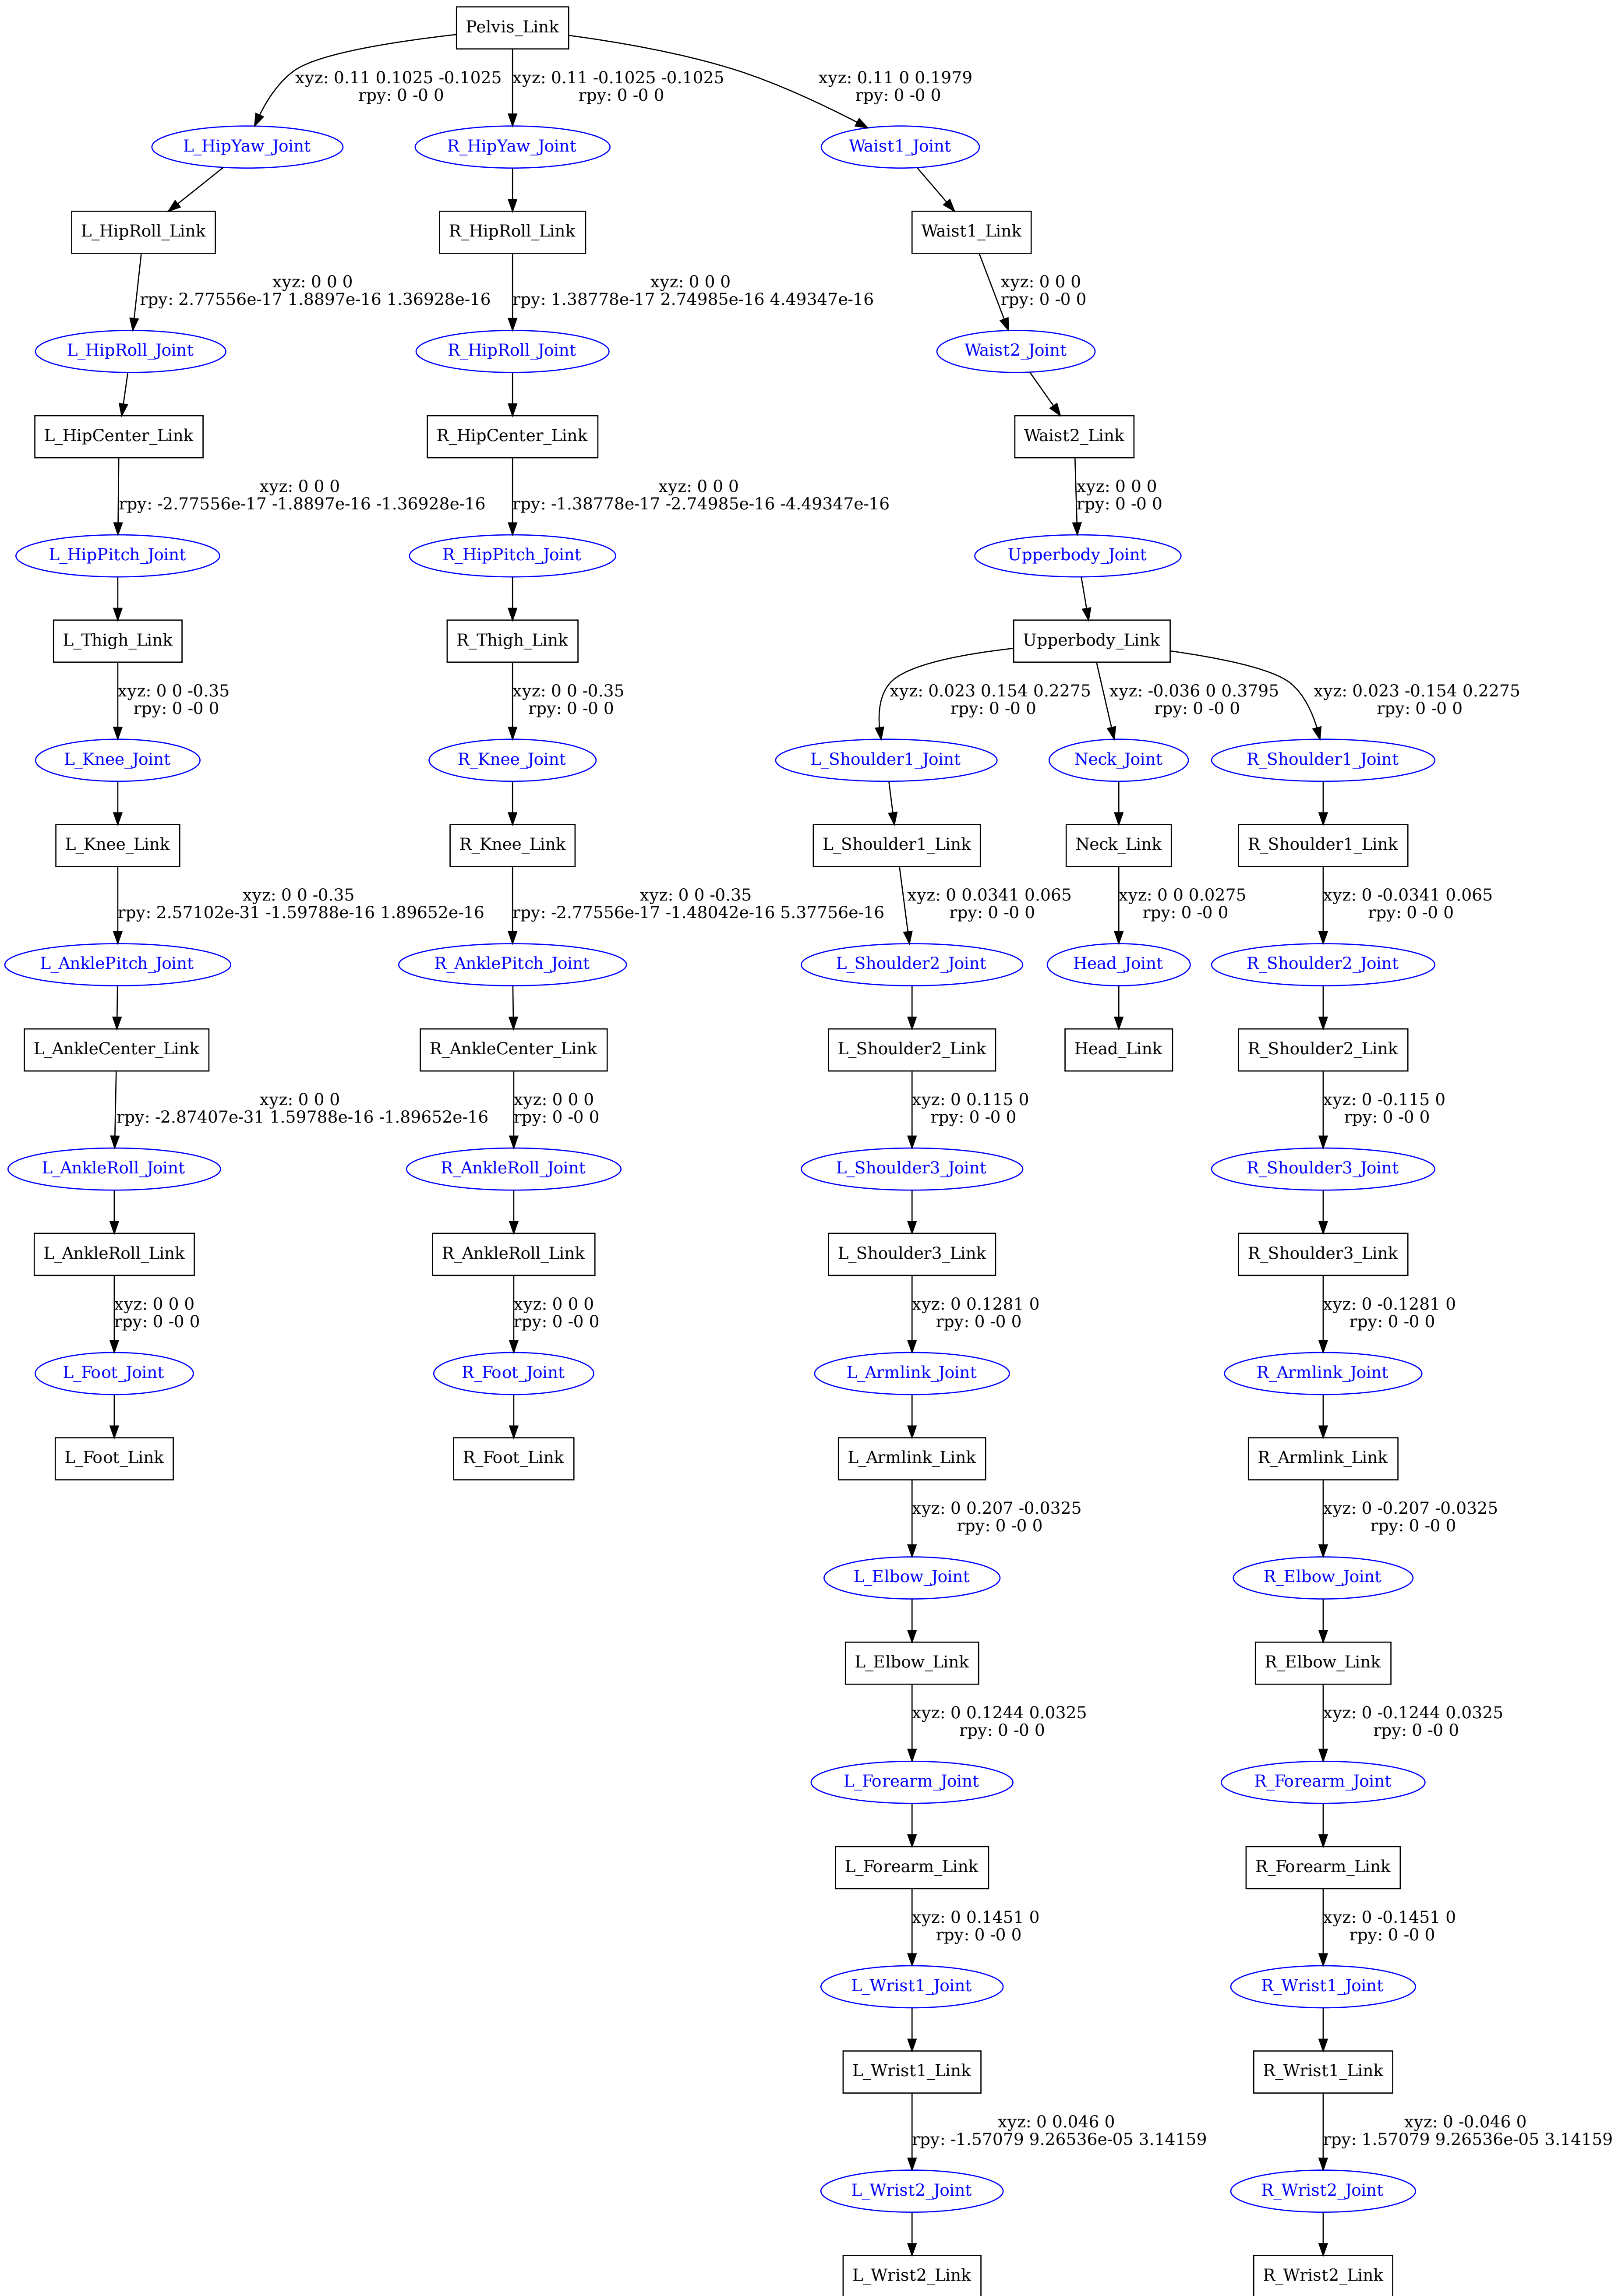 Pelvis_Link
xyz: 0.11 0.1025 -0.1025
rpy: 0 -0 0
xyz: 0.11 -0.1025 -0.1025
rpy: 0 -0 0
xyz: 0.11 0 0.1979
rpy: 0 -0 0
L_HipYaw_Joint
R_HipYaw_Joint
Waist1_Joint
L_HipRoll_Link
R_HipRoll_Link
Waist1_Link
xyz: 0 0 0
rpy: 2.77556e-17 1.8897e-16 1.36928e-16
xyz: 0 0 0
rpy: 1.38778e-17 2.74985e-16 4.49347e-16
xyz: 0 0 0
rpy: 0 -0 0
L_HipRoll_Joint
R_HipRoll_Joint
Waist2_Joint
L_HipCenter_Link
R_HipCenter_Link
Waist2_Link
xyz: 0 0 0
rpy: -2.77556e-17 -1.8897e-16 -1.36928e-16
xyz: 0 0 0
rpy: -1.38778e-17 -2.74985e-16 -4.49347e-16
xyz: 0 0 0
rpy: 0 -0 0
L_HipPitch_Joint
R_HipPitch_Joint
Upperbody_Joint
L_Thigh_Link
R_Thigh_Link
Upperbody_Link
xyz: 0 0 -0.35
rpy: 0 -0 0
xyz: 0 0 -0.35
rpy: 0 -0 0
xyz: 0.023 0.154 0.2275
rpy: 0 -0 0
xyz: -0.036 0 0.3795
rpy: 0 -0 0
xyz: 0.023 -0.154 0.2275
rpy: 0 -0 0
L_Knee_Joint
R_Knee_Joint
L_Shoulder1_Joint
Neck_Joint
R_Shoulder1_Joint
L_Knee_Link
R_Knee_Link
L_Shoulder1_Link
Neck_Link
R_Shoulder1_Link
xyz: 0 0 -0.35
rpy: 2.57102e-31 -1.59788e-16 1.89652e-16
xyz: 0 0 -0.35
rpy: -2.77556e-17 -1.48042e-16 5.37756e-16
xyz: 0 0.0341 0.065
rpy: 0 -0 0
xyz: 0 0 0.0275
rpy: 0 -0 0
xyz: 0 -0.0341 0.065
rpy: 0 -0 0
L_AnklePitch_Joint
R_AnklePitch_Joint
L_Shoulder2_Joint
Head_Joint
R_Shoulder2_Joint
L_AnkleCenter_Link
R_AnkleCenter_Link
L_Shoulder2_Link
Head_Link
R_Shoulder2_Link
xyz: 0 0 0
rpy: -2.87407e-31 1.59788e-16 -1.89652e-16
xyz: 0 0 0
rpy: 0 -0 0
xyz: 0 0.115 0
rpy: 0 -0 0
xyz: 0 -0.115 0
rpy: 0 -0 0
L_AnkleRoll_Joint
R_AnkleRoll_Joint
L_Shoulder3_Joint
R_Shoulder3_Joint
L_AnkleRoll_Link
R_AnkleRoll_Link
L_Shoulder3_Link
R_Shoulder3_Link
xyz: 0 0 0
rpy: 0 -0 0
xyz: 0 0 0
rpy: 0 -0 0
xyz: 0 0.1281 0
rpy: 0 -0 0
xyz: 0 -0.1281 0
rpy: 0 -0 0
L_Foot_Joint
R_Foot_Joint
L_Armlink_Joint
R_Armlink_Joint
L_Foot_Link
R_Foot_Link
L_Armlink_Link
R_Armlink_Link
xyz: 0 0.207 -0.0325
rpy: 0 -0 0
xyz: 0 -0.207 -0.0325
rpy: 0 -0 0
L_Elbow_Joint
R_Elbow_Joint
L_Elbow_Link
R_Elbow_Link
xyz: 0 0.1244 0.0325
rpy: 0 -0 0
xyz: 0 -0.1244 0.0325
rpy: 0 -0 0
L_Forearm_Joint
R_Forearm_Joint
L_Forearm_Link
R_Forearm_Link
xyz: 0 0.1451 0
rpy: 0 -0 0
xyz: 0 -0.1451 0
rpy: 0 -0 0
L_Wrist1_Joint
R_Wrist1_Joint
L_Wrist1_Link
R_Wrist1_Link
xyz: 0 0.046 0
rpy: -1.57079 9.26536e-05 3.14159
xyz: 0 -0.046 0
rpy: 1.57079 9.26536e-05 3.14159
L_Wrist2_Joint
R_Wrist2_Joint
L_Wrist2_Link
R_Wrist2_Link